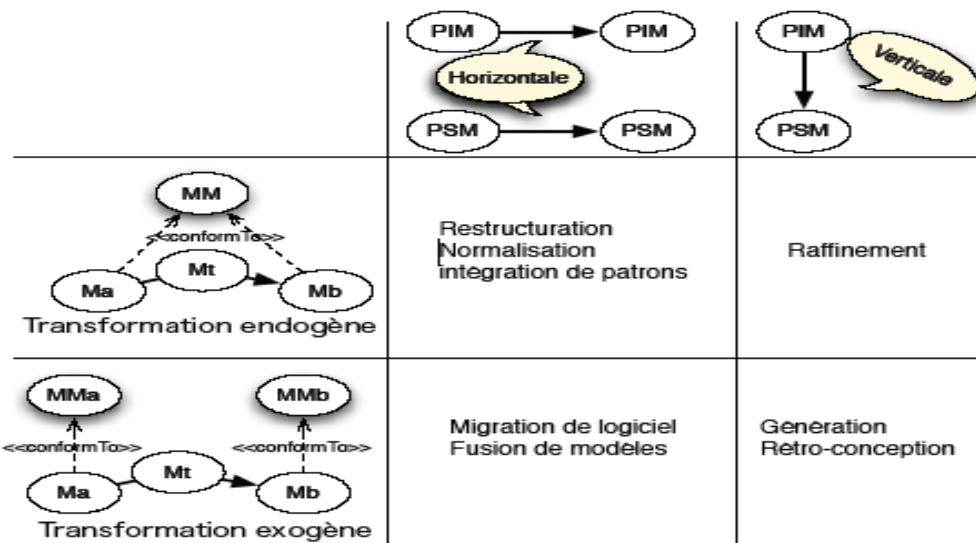 PIM PIM PIM
Horizontale Verticale
PSM PSM PSM
MM
<<conformTo>>
Mt
Ma Mb
Transformation endogène
Restructuration
Normalisation
intégration de patrons
Raffinement
MMa MMb
<<conformTo>> <<conformTo>>
Mt
Ma Mb
Transformation exogène
Migration de logiciel
Fusion de modèles
Génération
Rétro-conception